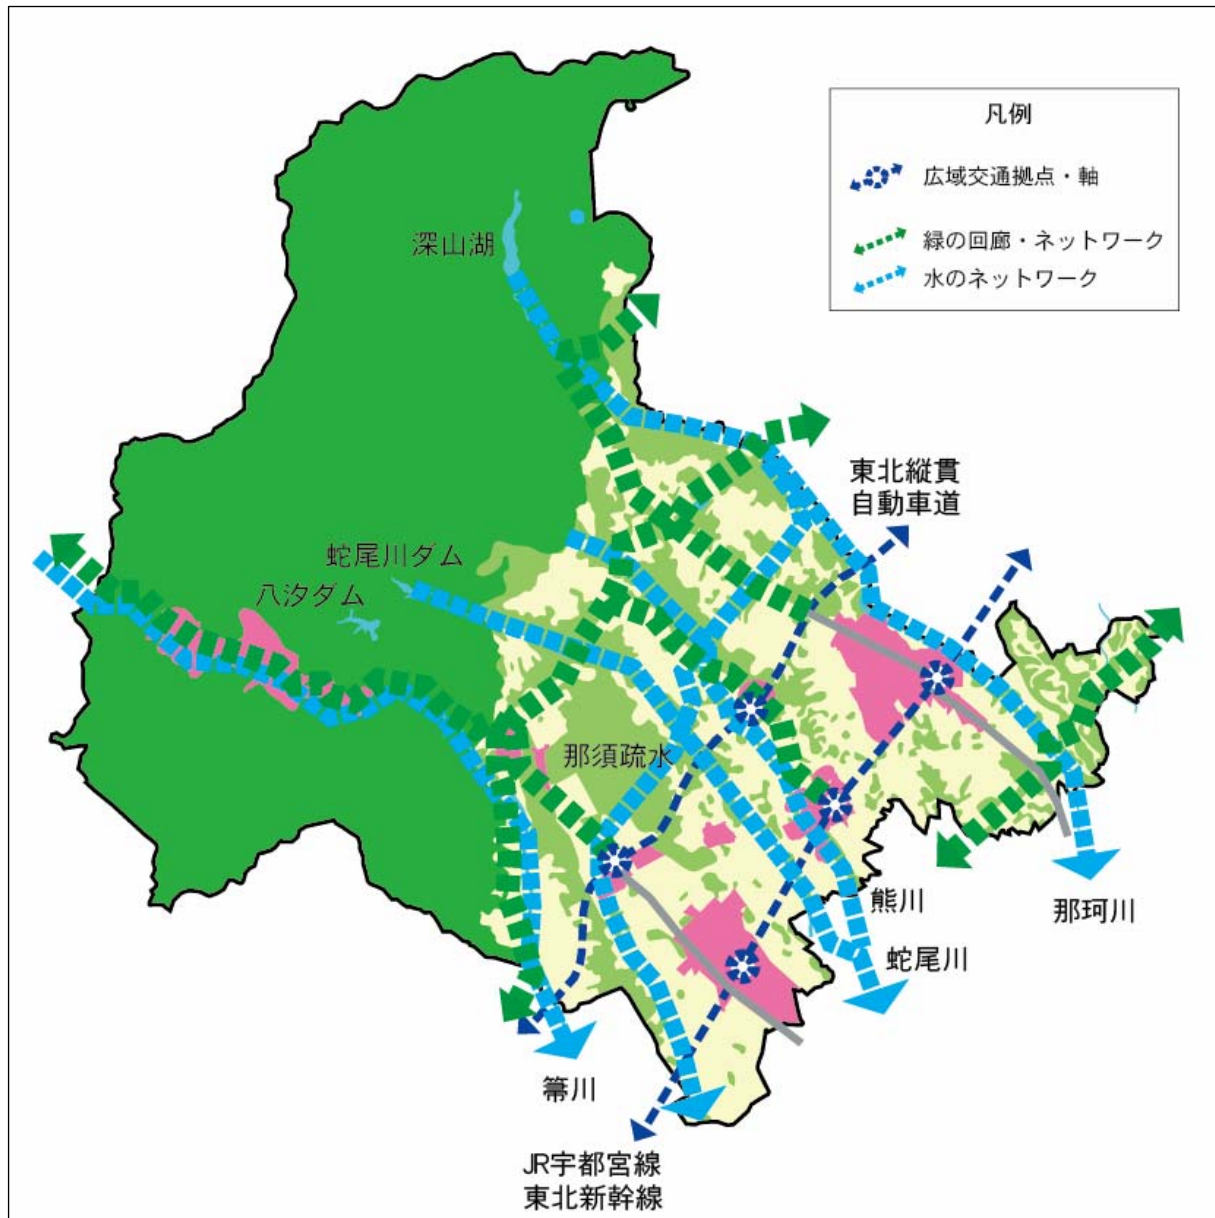 凡例
広域交通拠点・軸
緑の回廊・ネットワーク
水のネットワーク
深山湖
東北縦貫
自動車道
蛇尾川ダム
八汐ダム
那須疏水
熊川
那珂川
蛇尾川
箒川
JR宇都宮線
東北新幹線